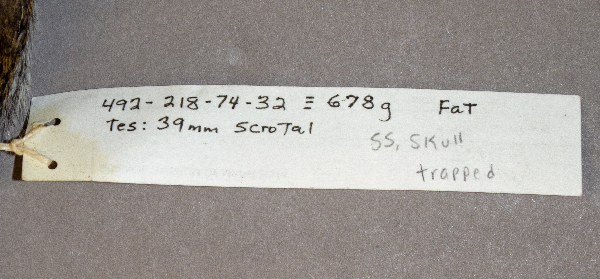 492-218-74-32 ≡ 678g Fat
Tes: 39mm Scrotal
SS, Skull
trapped